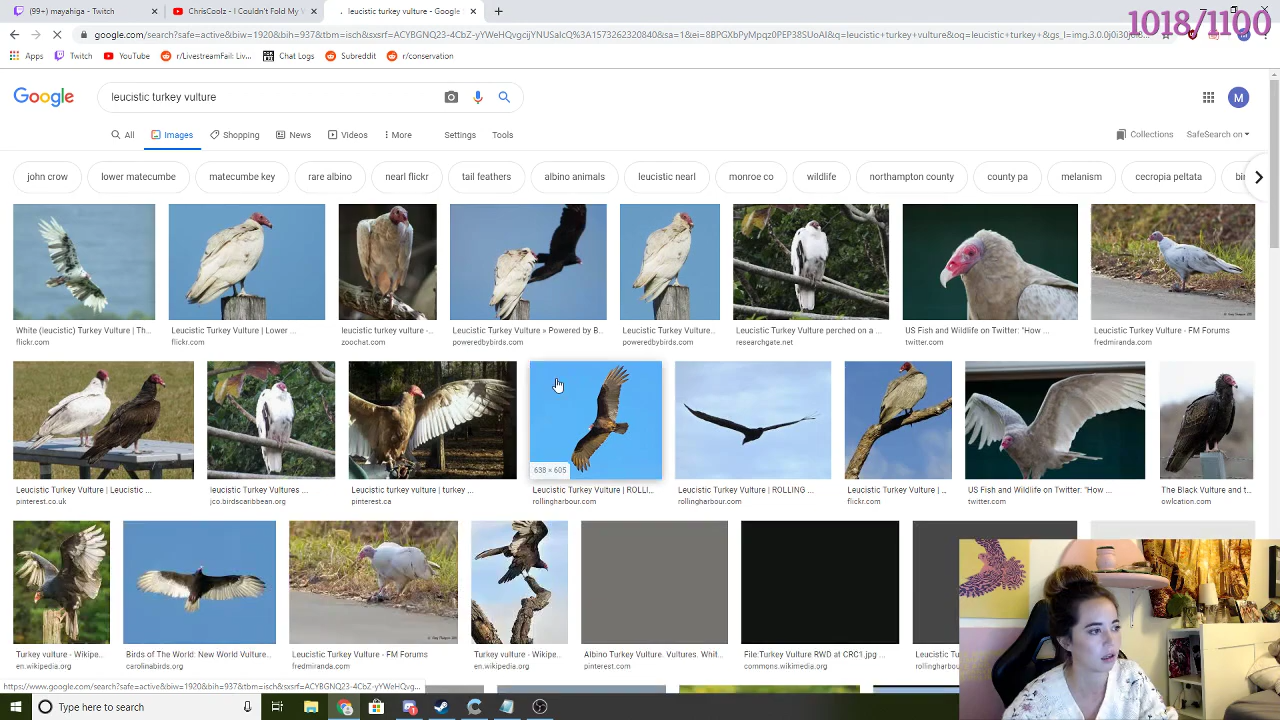 (99+) mayahiga - Twitch
ChrisCoolz - I Couldn't Fold My V
leucistic turkey vulture - Google
1018/1100
Apps
Twitch
YouTube
r/LivestreamFail: Liv...
Chat Logs
Subreddit
r/conservation
Google
leucistic turkey vulture
M
All
Images
Shopping
News
Videos
More
Settings
Tools
Collections
SafeSearch on
john crow
lower matecumbe
matecumbe key
rare albino
nearl flickr
tail feathers
albino animals
leucistic nearl
monroe co
wildlife
northampton county
county pa
melanism
cecropia peltata
White (leucistic) Turkey Vulture | Th...
flickr.com
Leucistic Turkey Vulture | Lower ...
flickr.com
leucistic turkey vulture -...
zoochat.com
Leucistic Turkey Vulture » Powered by B...
poweredbybirds.com
Leucistic Turkey Vulture...
poweredbybirds.com
Leucistic Turkey Vulture perched on a ...
researchgate.net
US Fish and Wildlife on Twitter: "How ...
twitter.com
Leucistic Turkey Vulture - FM Forums
fredmiranda.com
638 × 605
Leucistic Turkey Vulture | Leucistic ...
pinterest.co.uk
leucistic Turkey Vultures ...
jco.birdscaribbean.org
Leucistic turkey vulture | turkey ...
pinterest.ca
Leucistic Turkey Vulture | ROLLI...
rollingharbour.com
Leucistic Turkey Vulture | ROLLING ...
rollingharbour.com
Leucistic Turkey Vulture | ...
flickr.com
US Fish and Wildlife on Twitter: "How ...
twitter.com
The Black Vulture and t...
owlcation.com
Turkey vulture - Wikipe...
en.wikipedia.org
Birds of The World: New World Vulture...
carolinabirds.org
Leucistic Turkey Vulture - FM Forums
fredmiranda.com
Turkey vulture - Wikipe...
en.wikipedia.org
Albino Turkey Vulture. Vultures. Whit...
pinterest.com
File:Turkey Vulture RWD at CRC1.jpg ...
commons.wikimedia.org
Leucistic T
rollingharbour
Type here to search